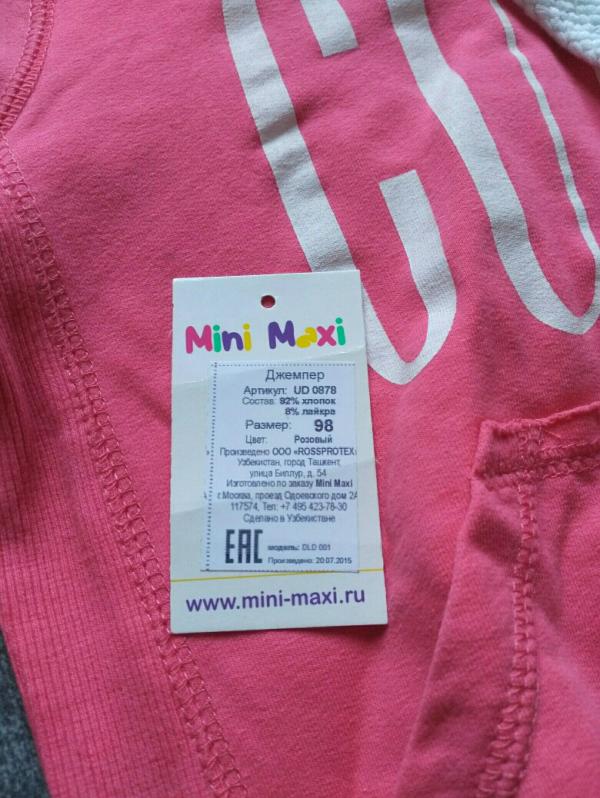 CO
Mini Maxi
Джемпер
Артикул: UD 0878
Состав: 92% хлопок
8% лайкра
Размер: 98
Цвет: Розовый
Произведено ООО «ROSSPROTEX»
Узбекистан, город Ташкент,
улица Биллур, д. 54
Изготовлено по заказу Mini Maxi
г.Москва, проезд Одоевского дом 2А
117574, Тел: +7 495 423-78-30
Сделано в Узбекистане
EAC модель: DLD 001
Произведено: 20.07.2015
www.mini-maxi.ru